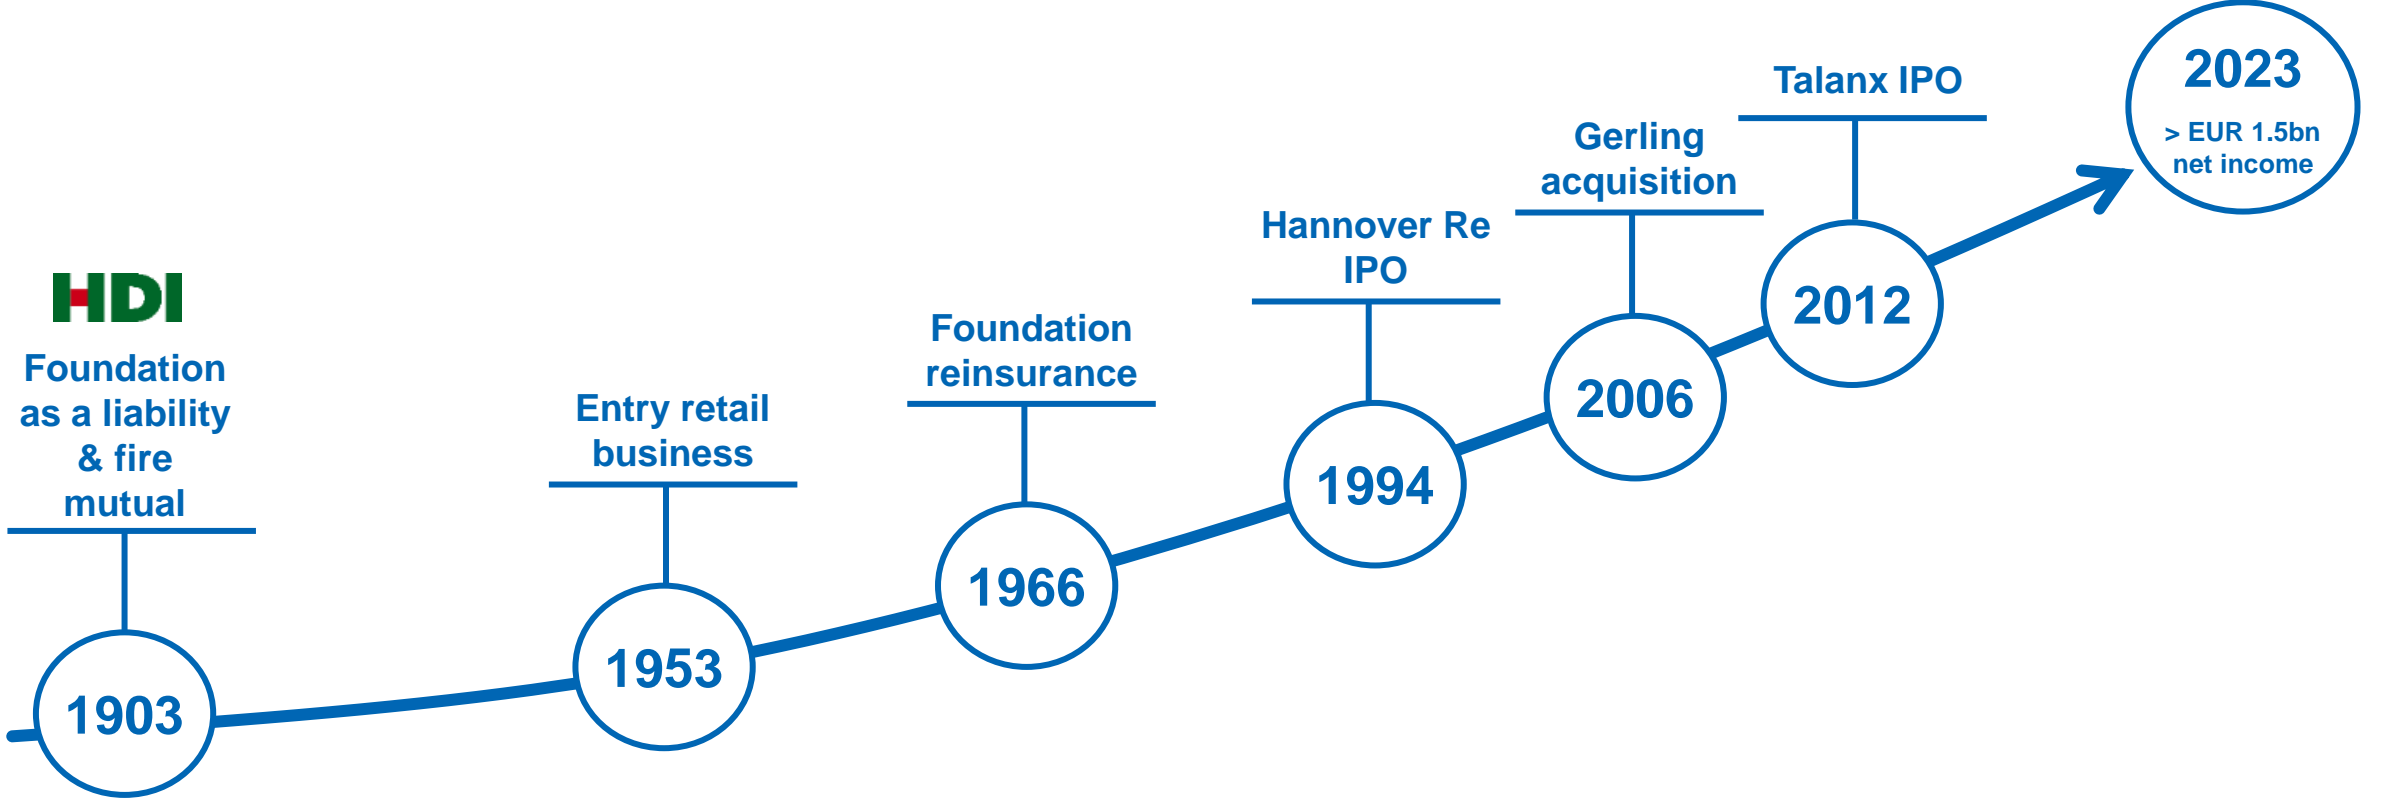 HDI
Foundation
as a liability
& fire
mutual
1903
Entry retail
business
1953
Foundation
reinsurance
1966
Hannover Re
IPO
1994
Gerling
acquisition
2006
Talanx IPO
2012
2023
> EUR 1.5bn
net income